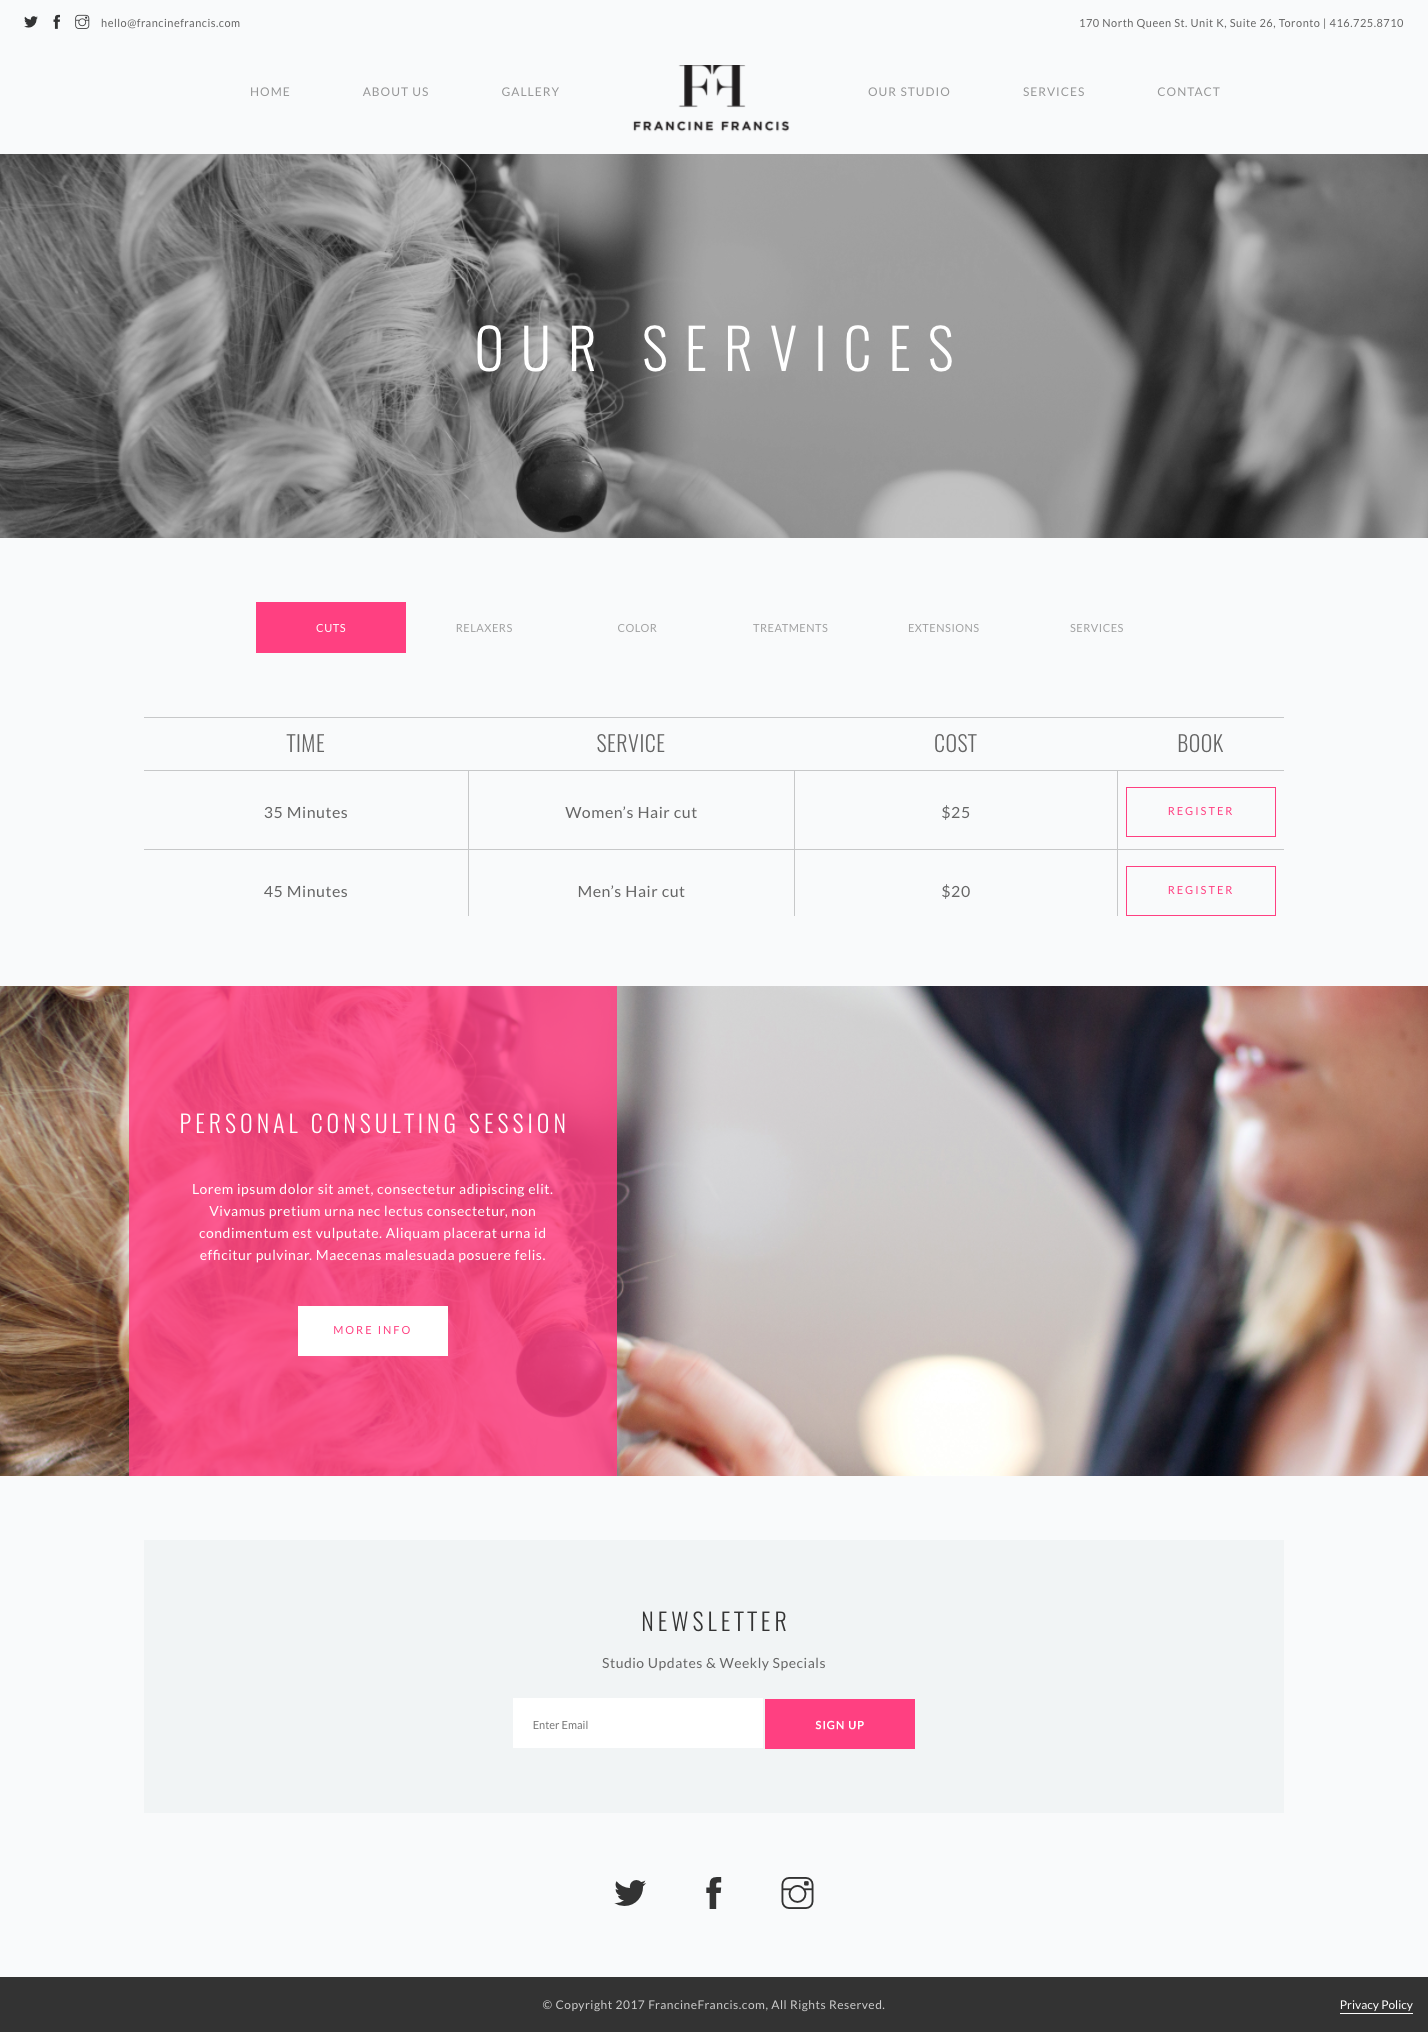 hello@francinefrancis.com
170 North Queen St. Unit K, Suite 26, Toronto | 416.725.8710
HOME ABOUT US GALLERY
FF
FRANCINE FRANCIS
OUR STUDIO SERVICES CONTACT
OUR SERVICES
CUTS RELAXERS COLOR TREATMENTS EXTENSIONS SERVICES
TIME SERVICE COST BOOK
35 Minutes Women’s Hair cut $25 REGISTER
45 Minutes Men’s Hair cut $20 REGISTER
PERSONAL CONSULTING SESSION
Lorem ipsum dolor sit amet, consectetur adipiscing elit.
Vivamus pretium urna nec lectus consectetur, non
condimentum est vulputate. Aliquam placerat urna id
efficitur pulvinar. Maecenas malesuada posuere felis.
MORE INFO
NEWSLETTER
Studio Updates & Weekly Specials
Enter Email SIGN UP
© Copyright 2017 FrancineFrancis.com, All Rights Reserved.
Privacy Policy